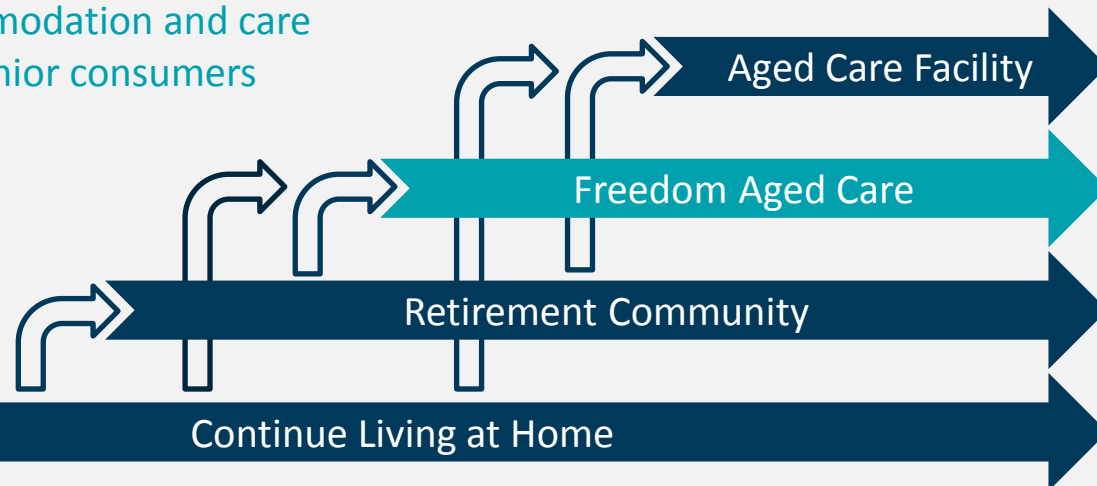 modation and care
nior consumers
Aged Care Facility
Freedom Aged Care
Retirement Community
Continue Living at Home